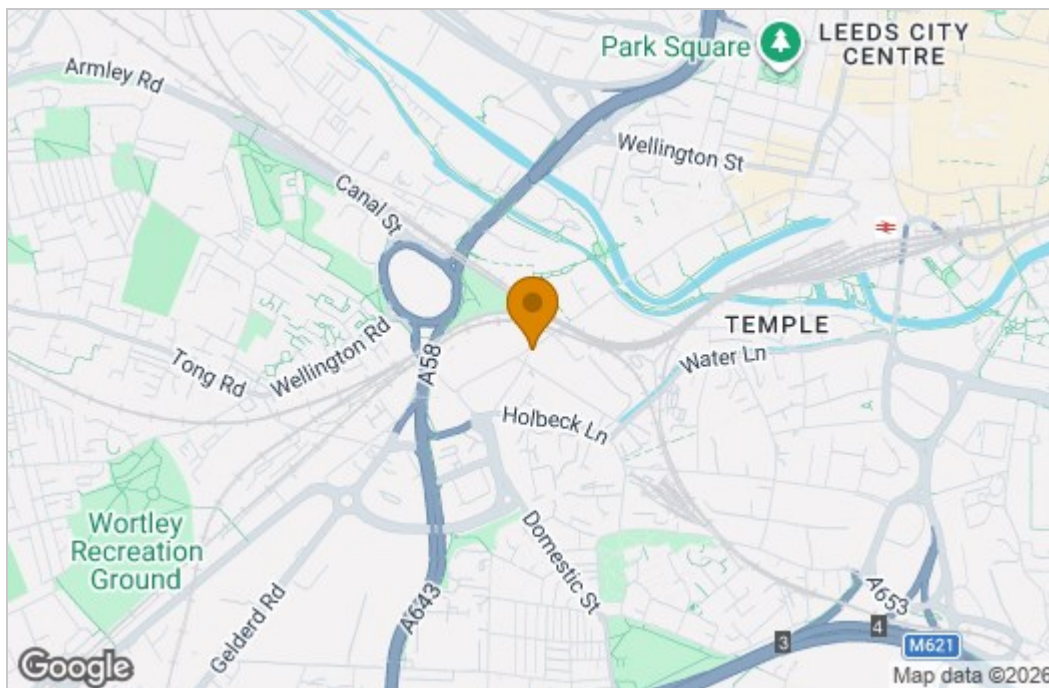 Park Square
LEEDS CITY
CENTRE
Armley Rd
Wellington St
Canal St
TEMPLE
Wellington Rd
Tong Rd
A58
Water Ln
Holbeck Ln
Wortley
Recreation
Ground
Domestic St
Gelderd Rd
A643
A653
3
4
M621
Google
Map data ©2026